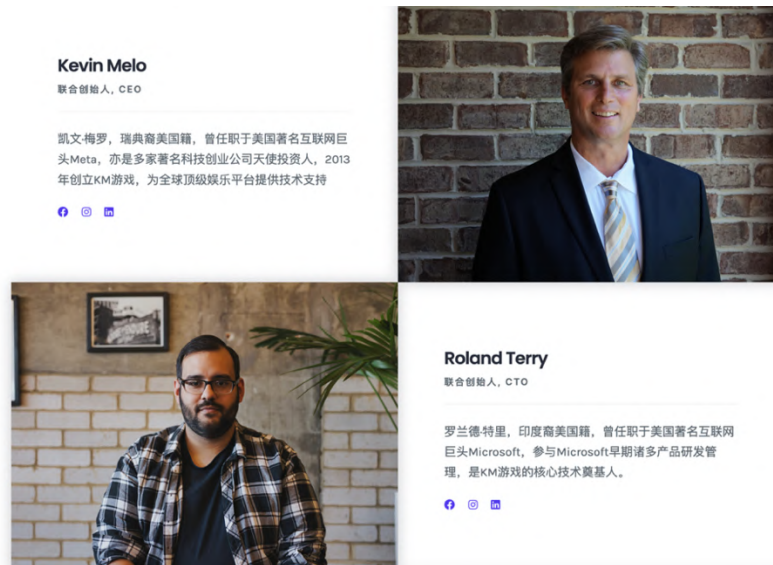 Kevin Melo
联合创始人, CEO
凯文·梅罗，瑞典裔美国籍，曾任职于美国著名互联网巨
头Meta，亦是多家著名科技创业公司天使投资人，2013
年创立KM游戏，为全球顶级娱乐平台提供技术支持
Roland Terry
联合创始人, CTO
罗兰德·特里，印度裔美国籍，曾任职于美国著名互联网
巨头Microsoft，参与Microsoft早期诸多产品研发管
理，是KM游戏的核心技术奠基人。